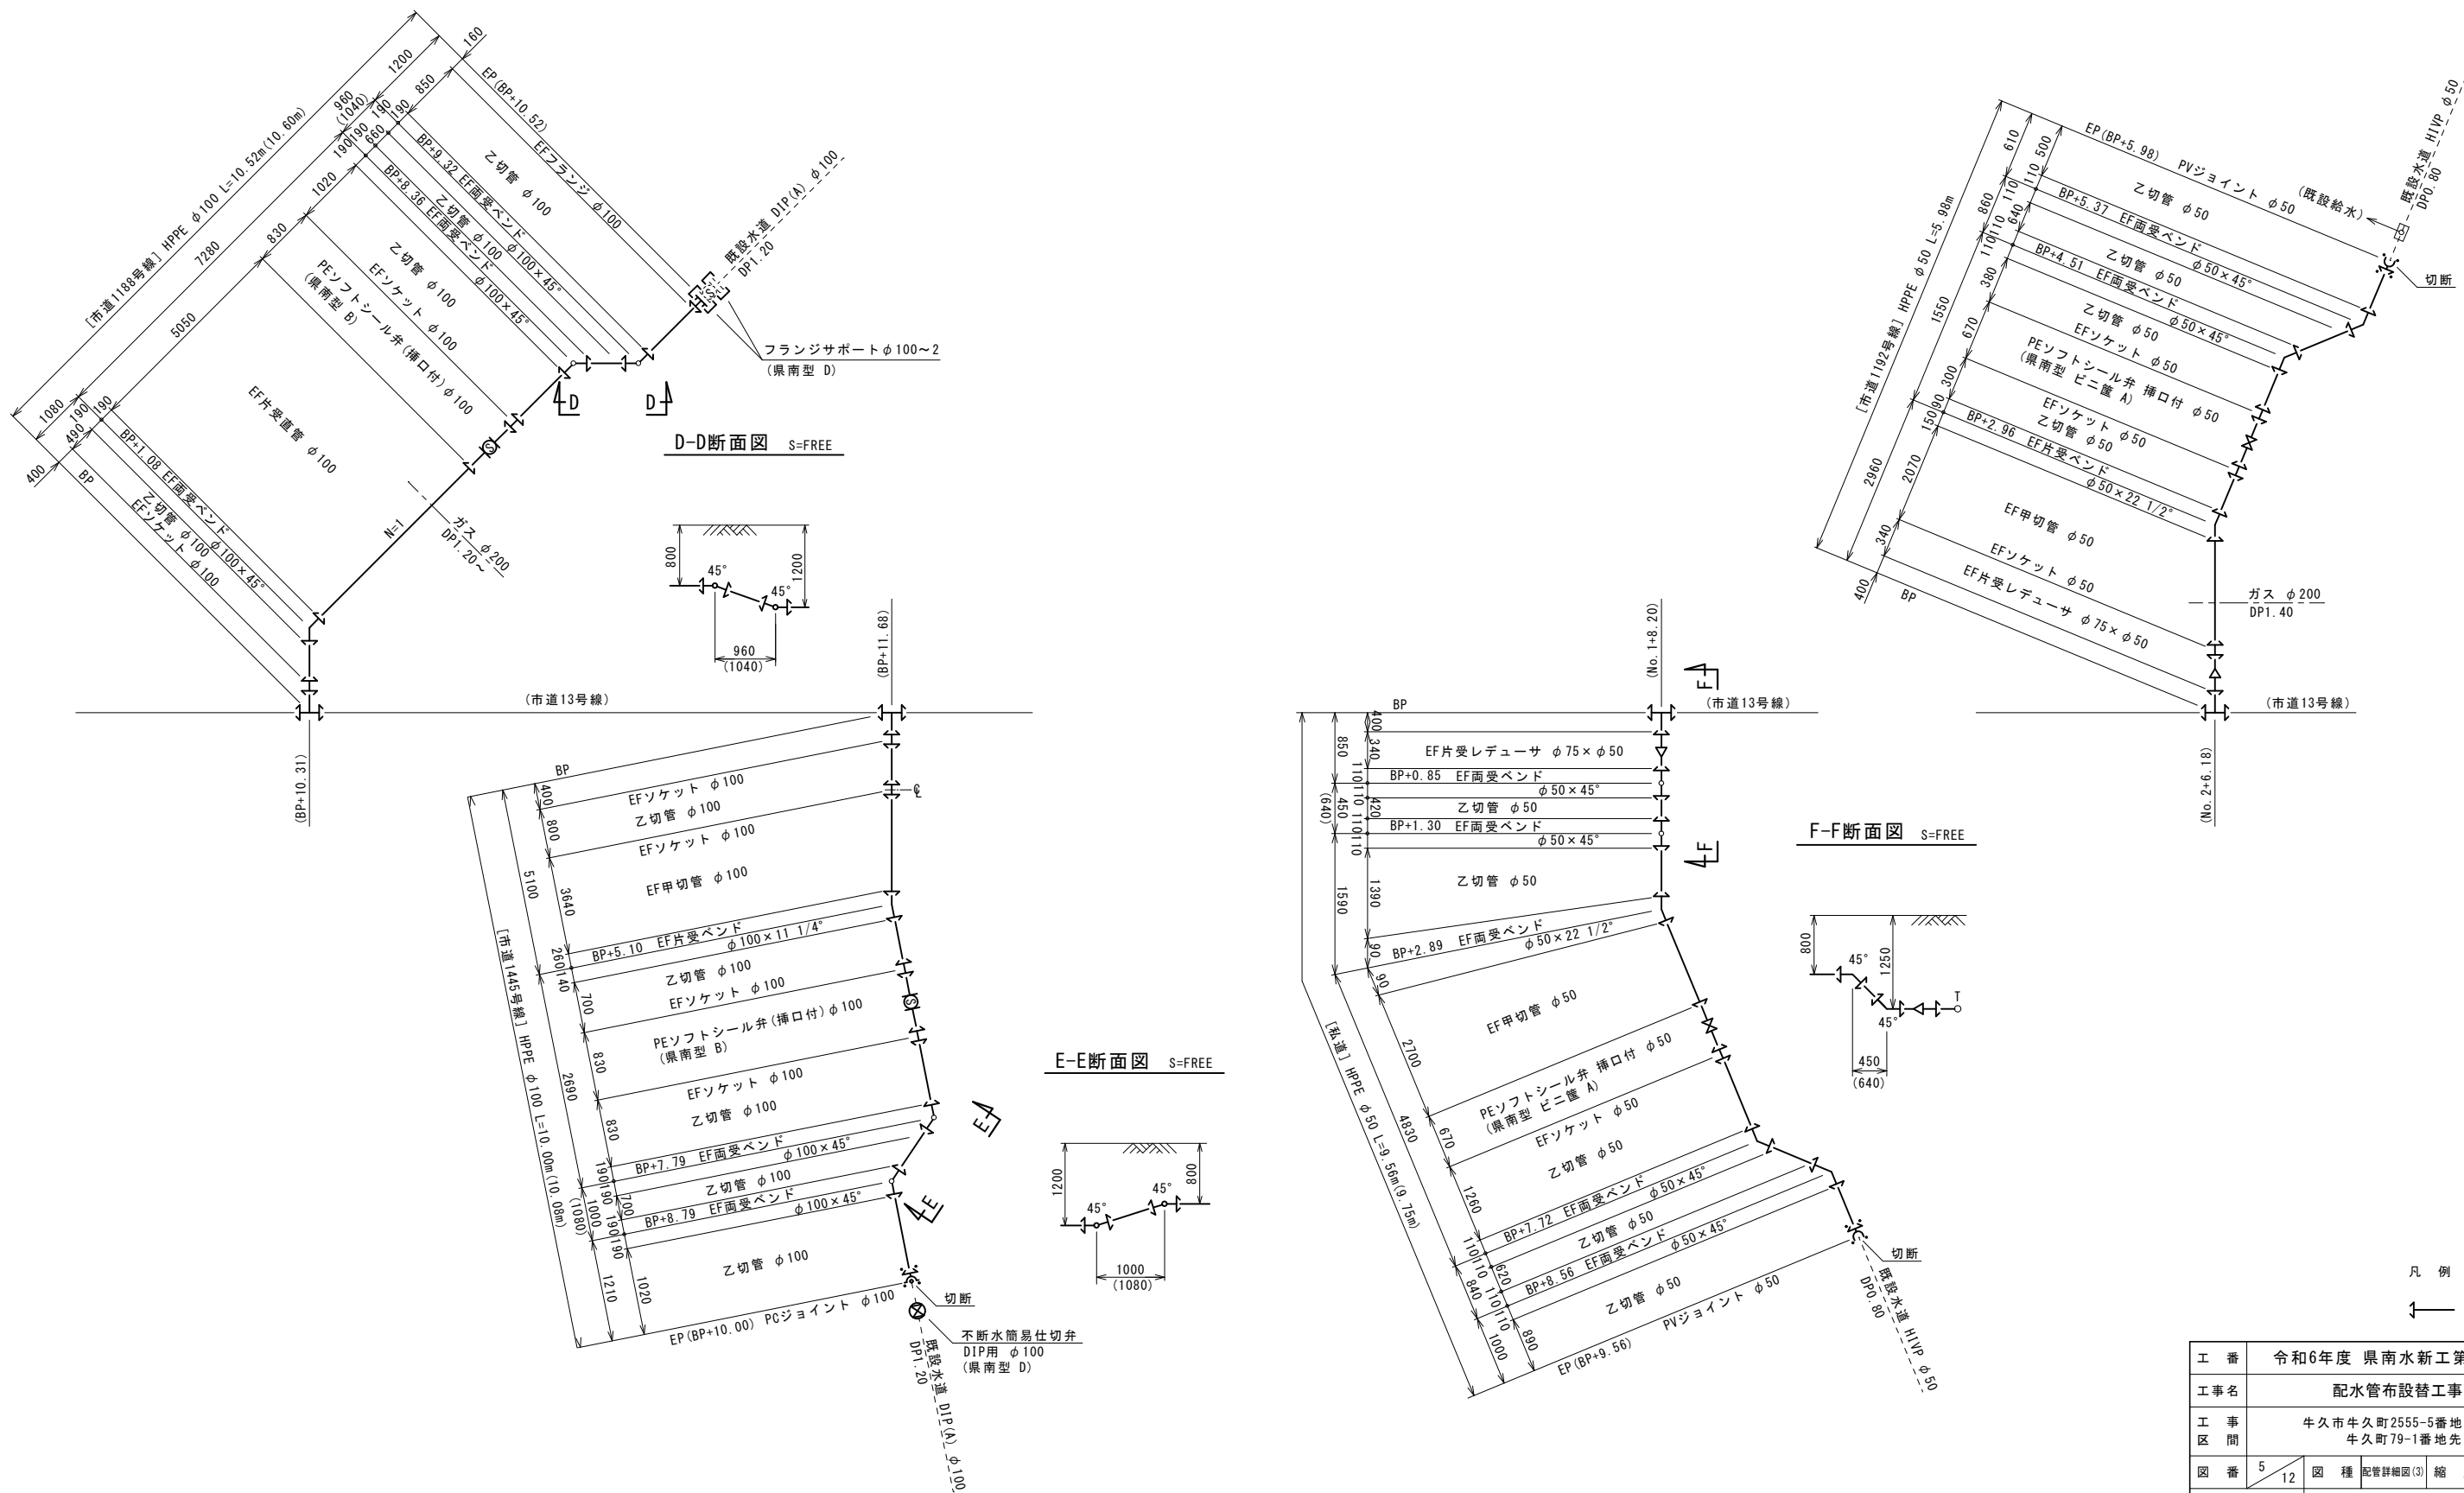 [市道1188号線] HPPE φ100 L=10.52m(10.60m)
1080
7280
960
(1040)
1200
160
400
490
190
190
5050
830
1020
190
190
660
190
190
850
EP(BP+10.52)
EFフランジ φ100
乙切管 φ100
BP+9.32 EF両受ベンド
φ100×45°
乙切管 φ100
BP+8.36 EF両受ベンド
φ100×45°
乙切管 φ100
EFソケット φ100
PEソフトシール弁(挿口付)φ100
(県南型 B)
EF片受直管 φ100
BP+1.08 EF両受ベンド
φ100×45°
乙切管 φ100
EFソケット φ100
BP
N=1
S
ガス φ200
DP1.20~
既設水道 DIP(A) φ100
DP1.20
S
フランジサポートφ100~2
(県南型 D)
D
D
D-D断面図 S=FREE
800
45°
45°
1200
960
(1040)
(市道13号線)
(BP+10.31)
(BP+11.68)
BP
[市道1445号線] HPPE φ100 L=10.00m(10.08m)
5100
2690
1000
(1080)
1210
400
800
3640
260
140
700
830
830
190
190
700
190
190
1020
EFソケット φ100
乙切管 φ100
EFソケット φ100
EF甲切管 φ100
BP+5.10 EF片受ベンド
φ100×11 1/4°
乙切管 φ100
EFソケット φ100
PEソフトシール弁(挿口付)φ100
(県南型 B)
EFソケット φ100
乙切管 φ100
BP+7.79 EF両受ベンド
φ100×45°
乙切管 φ100
BP+8.79 EF両受ベンド
φ100×45°
乙切管 φ100
EP(BP+10.00) PCジョイント φ100
S
E
E
切断
不断水簡易仕切弁
DIP用 φ100
(県南型 D)
既設水道 DIP(A) φ100
DP1.20
E-E断面図 S=FREE
1200
45°
45°
800
1000
(1080)
(No.1+8.20)
F
(市道13号線)
BP
[私道] HPPE φ50 L=9.56m(9.75m)
850
450
(640)
1590
4830
840
1000
400
340
110
110
420
110
110
1390
90
90
2700
670
1260
110
110
620
110
110
890
EF片受レデューサ φ75×φ50
BP+0.85 EF両受ベンド
φ50×45°
乙切管 φ50
BP+1.30 EF両受ベンド
φ50×45°
乙切管 φ50
BP+2.89 EF両受ベンド
φ50×22 1/2°
EF甲切管 φ50
PEソフトシール弁 挿口付 φ50
(県南型 ビニ筐 A)
EFソケット φ50
乙切管 φ50
BP+7.72 EF両受ベンド
φ50×45°
乙切管 φ50
BP+8.56 EF両受ベンド
φ50×45°
乙切管 φ50
EP(BP+9.56) PVジョイント φ50
F
切断
既設水道 HIVP φ50
DP0.80
F-F断面図 S=FREE
800
45°
1250
45°
T
450
(640)
[市道1192号線] HPPE φ50 L=5.98m
610
860
1550
2960
500
110
110
640
110
110
380
670
300
90
150
2070
340
400
EP(BP+5.98) PVジョイント φ50
乙切管 φ50
BP+5.37 EF両受ベンド
φ50×45°
乙切管 φ50
BP+4.51 EF両受ベンド
φ50×45°
乙切管 φ50
EFソケット φ50
PEソフトシール弁 挿口付 φ50
(県南型 ビニ筐 A)
EFソケット φ50
乙切管 φ50
BP+2.96 EF片受ベンド
φ50×22 1/2°
EF甲切管 φ50
EFソケット φ50
EF片受レデューサ φ75×φ50
BP
(既設給水)
既設水道 HIVP φ50
DP0.80
切断
ガス φ200
DP1.40
(市道13号線)
(No.2+6.18)
凡 例
工 番 令和6年度 県南水新工第
工事名 配水管布設替工事
工 事 区 間 牛久市牛久町2555-5番地
牛久町79-1番地先
図 番 5/12 図 種 配管詳細図(3) 縮